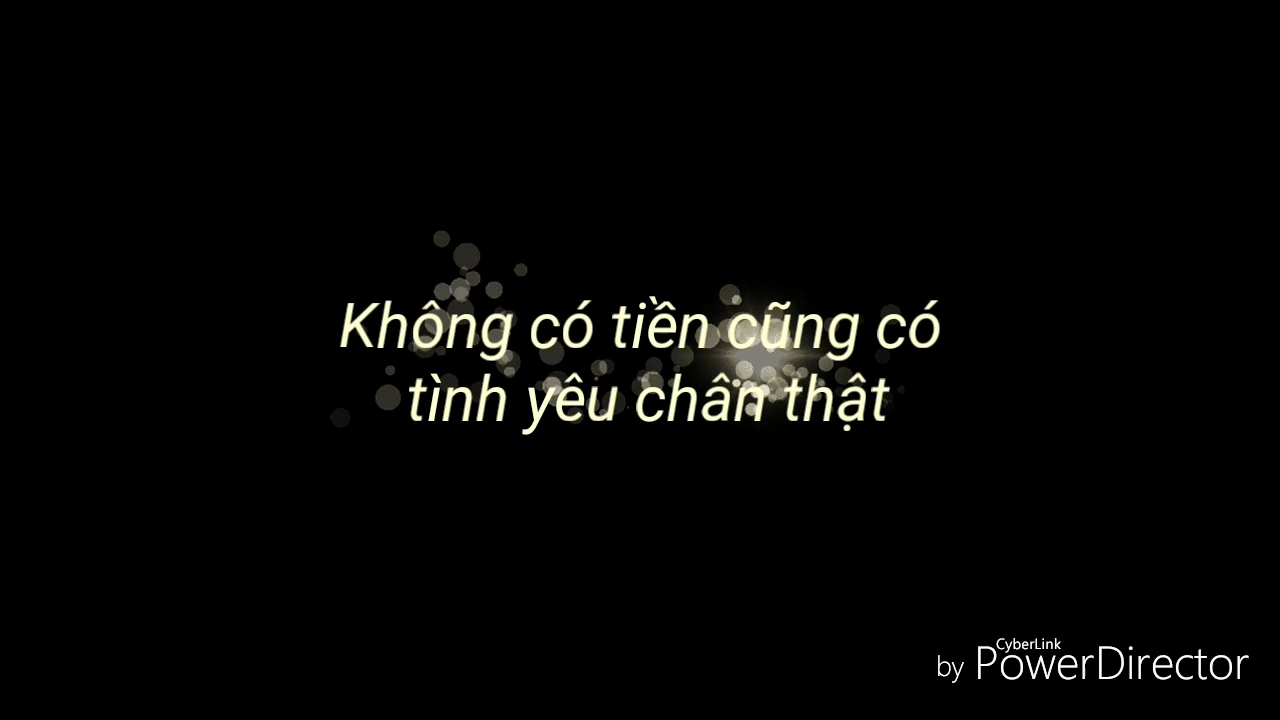 Không có tiền cũng có
tình yêu chân thật
CyberLink
by PowerDirector